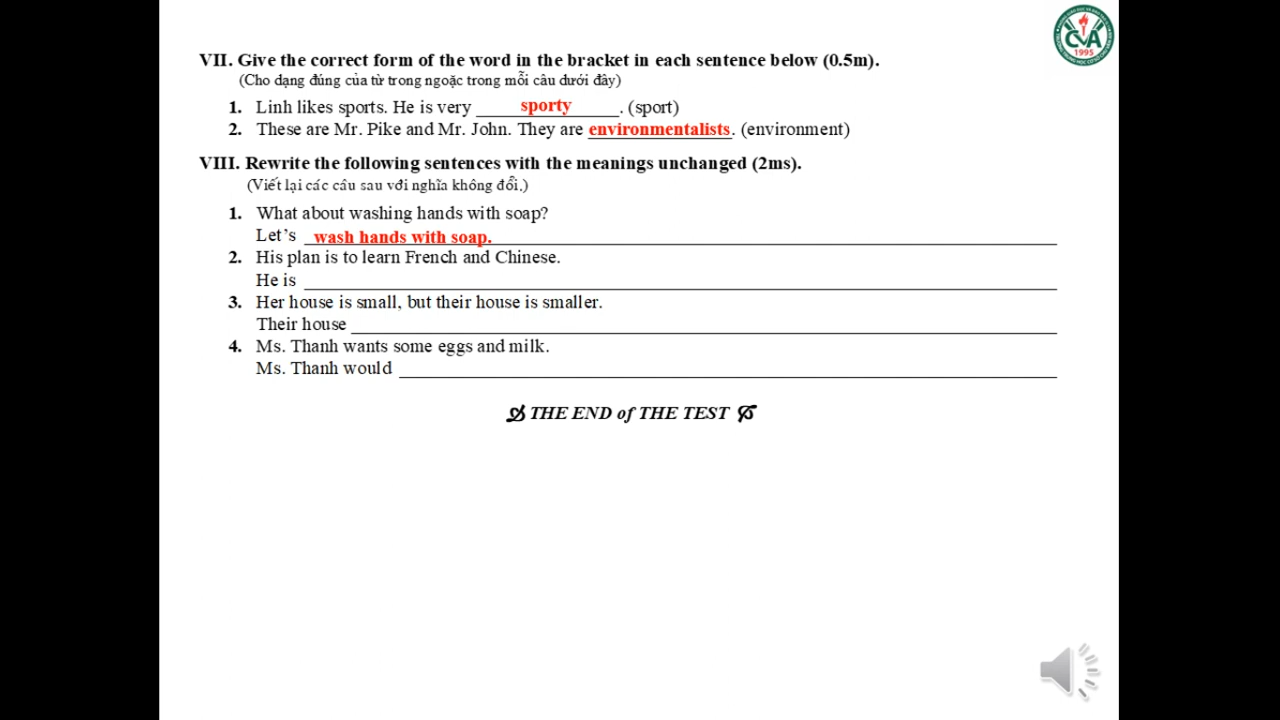 VII. Give the correct form of the word in the bracket in each sentence below (0.5m).
(Cho dạng đúng của từ trong ngoặc trong mỗi câu dưới đây)
1. Linh likes sports. He is very sporty. (sport)
2. These are Mr. Pike and Mr. John. They are environmentalists. (environment)
VIII. Rewrite the following sentences with the meanings unchanged (2ms).
(Viết lại các câu sau với nghĩa không đổi.)
1. What about washing hands with soap?
Let’s wash hands with soap.
2. His plan is to learn French and Chinese.
He is
3. Her house is small, but their house is smaller.
Their house
4. Ms. Thanh wants some eggs and milk.
Ms. Thanh would
THE END of THE TEST
CVA
1995